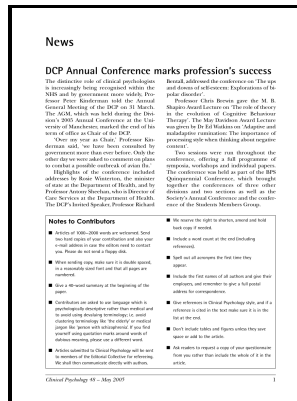 News
DCP Annual Conference marks profession's success
The distinctive role of clinical psychologists
is increasingly being recognised within the
NHS and by government more widely, Pro-
fessor Peter Kinderman told the Annual
General Meeting of the DCP on 31 March.
The AGM, which was held during the Divi-
sion's 2005 Annual Conference at the Uni-
versity of Manchester, marked the end of his
term of office as Chair of the DCP.
'Over my year as Chair,' Professor Kinder-
man said, 'we have been consulted by
government more than ever before. Only the
other day we were asked to comment on plans
to combat a possible outbreak of avian flu.'
Highlights of the conference included
addresses by Rosie Winterton, the minister
of state at the Department of Health, and by
Professor Antony Sheehan, who is Director of
Care Services at the Department of Health.
The DCP's Invited Speaker, Professor Richard
Bentall, addressed the conference on 'The ups
and downs of self-esteem: Explorations of bi-
polar disorder'.
Professor Chris Brewin gave the M. B.
Shapiro Award Lecture on 'The role of theory
in the evolution of Cognitive Behaviour
Therapy'. The May Davidson Award Lecture
was given by Dr Ed Watkins on 'Adaptive and
maladaptive rumination: The importance of
processing style when thinking about negative
content'.
Two sessions were run throughout the
conference, offering a full programme of
symposia, workshops and individual papers.
The conference was held as part of the BPS
Quinquennial Conference, which brought
together the conferences of three other
divisions and two sections as well as the
Society's Annual Conference and the confer-
ence of the Students Members Group.
Notes to Contributors
■ Articles of 1000–2000 words are welcomed. Send
two hard copies of your contribution and also your
e-mail address in case the editors need to contact
you. Please do not send a floppy disk.
■ When sending copy, make sure it is double spaced,
in a reasonably sized font and that all pages are
numbered.
■ Give a 40-word summary at the beginning of the
paper.
■ Contributors are asked to use language which is
psychologically descriptive rather than medical and
to avoid using devaluing terminology; i.e. avoid
clustering terminology like 'the elderly' or medical
jargon like 'person with schizophrenia'. If you find
yourself using quotation marks around words of
dubious meaning, please use a different word.
■ Articles submitted to Clinical Psychology will be sent
to members of the Editorial Collective for refereeing.
We shall then communicate directly with authors.
■ We reserve the right to shorten, amend and hold
back copy if needed.
■ Include a word count at the end (including
references).
■ Spell out all acronyms the first time they
appear.
■ Include the first names of all authors and give their
employers, and remember to give a full postal
address for correspondence.
■ Give references in Clinical Psychology style, and if a
reference is cited in the text make sure it is in the
list at the end.
■ Don't include tables and figures unless they save
space or add to the article.
■ Ask readers to request a copy of your questionnaire
from you rather than include the whole of it in the
article.
Clinical Psychology 48 – May 2005
1